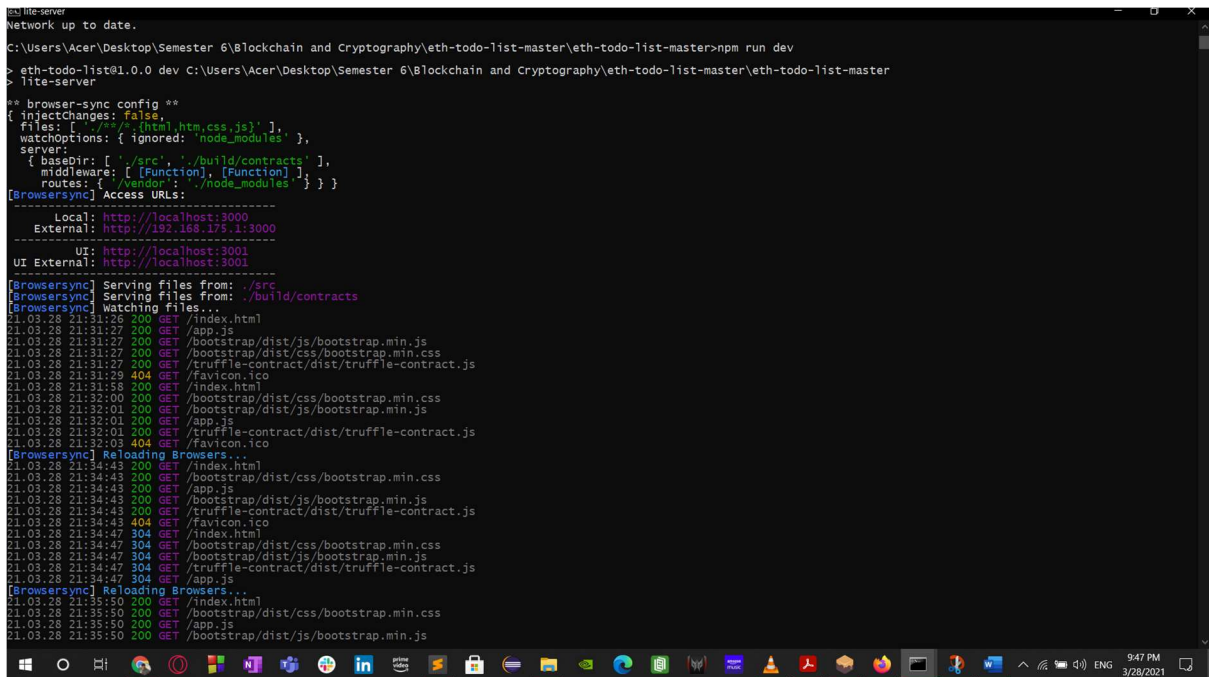 lite-server
Network up to date.
C:\Users\Acer\Desktop\Semester 6\Blockchain and Cryptography\eth-todo-list-master\eth-todo-list-master>npm run dev
> eth-todo-list@1.0.0 dev C:\Users\Acer\Desktop\Semester 6\Blockchain and Cryptography\eth-todo-list-master\eth-todo-list-master
> lite-server
** browser-sync config **
{ injectChanges: false,
files: [ './**/*.{html,htm,css,js}' ],
watchOptions: { ignored: 'node_modules' },
server:
{ baseDir: [ './src', './build/contracts' ],
middleware: [ [Function], [Function] ],
routes: { '/vendor': './node_modules' } } }
[Browsersync] Access URLs:
--------------------------------------
Local: http://localhost:3000
External: http://192.168.175.1:3000
--------------------------------------
UI: http://localhost:3001
UI External: http://localhost:3001
--------------------------------------
[Browsersync] Serving files from: ./src
[Browsersync] Serving files from: ./build/contracts
[Browsersync] Watching files...
21.03.28 21:31:26 200 GET /index.html
21.03.28 21:31:27 200 GET /app.js
21.03.28 21:31:27 200 GET /bootstrap/dist/js/bootstrap.min.js
21.03.28 21:31:27 200 GET /bootstrap/dist/css/bootstrap.min.css
21.03.28 21:31:27 200 GET /truffle-contract/dist/truffle-contract.js
21.03.28 21:31:29 404 GET /favicon.ico
21.03.28 21:31:58 200 GET /index.html
21.03.28 21:32:00 200 GET /bootstrap/dist/css/bootstrap.min.css
21.03.28 21:32:01 200 GET /bootstrap/dist/js/bootstrap.min.js
21.03.28 21:32:01 200 GET /app.js
21.03.28 21:32:01 200 GET /truffle-contract/dist/truffle-contract.js
21.03.28 21:32:03 404 GET /favicon.ico
[Browsersync] Reloading Browsers...
21.03.28 21:34:43 200 GET /index.html
21.03.28 21:34:43 200 GET /bootstrap/dist/css/bootstrap.min.css
21.03.28 21:34:43 200 GET /app.js
21.03.28 21:34:43 200 GET /bootstrap/dist/js/bootstrap.min.js
21.03.28 21:34:43 200 GET /truffle-contract/dist/truffle-contract.js
21.03.28 21:34:43 404 GET /favicon.ico
21.03.28 21:34:47 304 GET /index.html
21.03.28 21:34:47 304 GET /bootstrap/dist/css/bootstrap.min.css
21.03.28 21:34:47 304 GET /bootstrap/dist/js/bootstrap.min.js
21.03.28 21:34:47 304 GET /truffle-contract/dist/truffle-contract.js
21.03.28 21:34:47 304 GET /app.js
[Browsersync] Reloading Browsers...
21.03.28 21:35:50 200 GET /index.html
21.03.28 21:35:50 200 GET /bootstrap/dist/css/bootstrap.min.css
21.03.28 21:35:50 200 GET /app.js
21.03.28 21:35:50 200 GET /bootstrap/dist/js/bootstrap.min.js
in prime video amazon music ENG 9:47 PM
3/28/2021